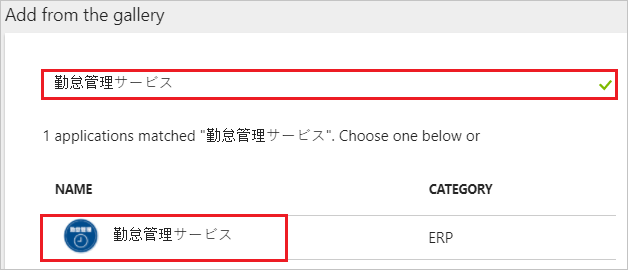 Add from the gallery
勤怠管理サービス
1 applications matched "勤怠管理サービス". Choose one below or
NAME CATEGORY
勤怠管理
勤怠管理サービス ERP